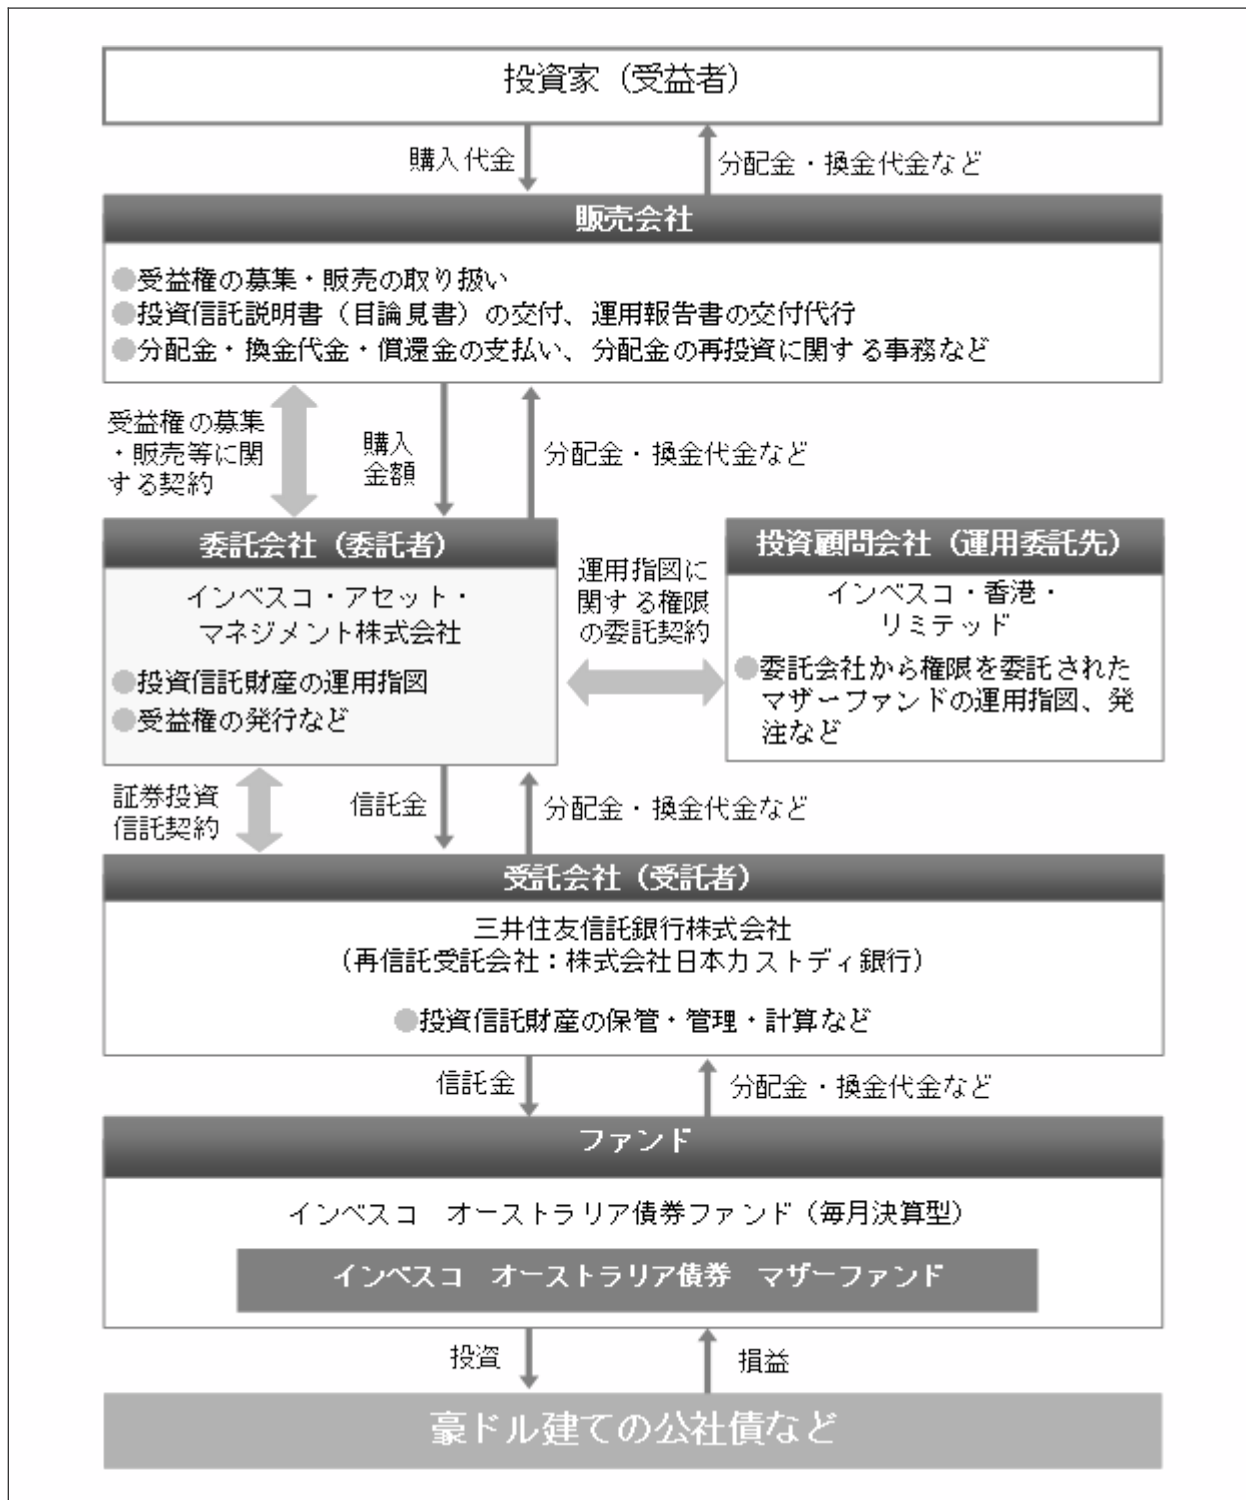 投資家（受益者）
購入代金
分配金・換金代金など
販売会社
●受益権の募集・販売の取り扱い
●投資信託説明書（目論見書）の交付、運用報告書の交付代行
●分配金・換金代金・償還金の支払い、分配金の再投資に関する事務など
受益権の募集
・販売等に関
する契約
購入
金額
分配金・換金代金など
委託会社（委託者）
インベスコ・アセット・
マネジメント株式会社
●投資信託財産の運用指図
●受益権の発行など
運用指図に
関する権限
の委託契約
投資顧問会社（運用委託先）
インベスコ・香港・
リミテッド
●委託会社から権限を委託された
マザーファンドの運用指図、発
注など
証券投資
信託契約
信託金
分配金・換金代金など
受託会社（受託者）
三井住友信託銀行株式会社
（再信託受託会社：株式会社日本カストディ銀行）
●投資信託財産の保管・管理・計算など
信託金
分配金・換金代金など
ファンド
インベスコ　オーストラリア債券ファンド（毎月決算型）
インベスコ　オーストラリア債券　マザーファンド
投資
損益
豪ドル建ての公社債など